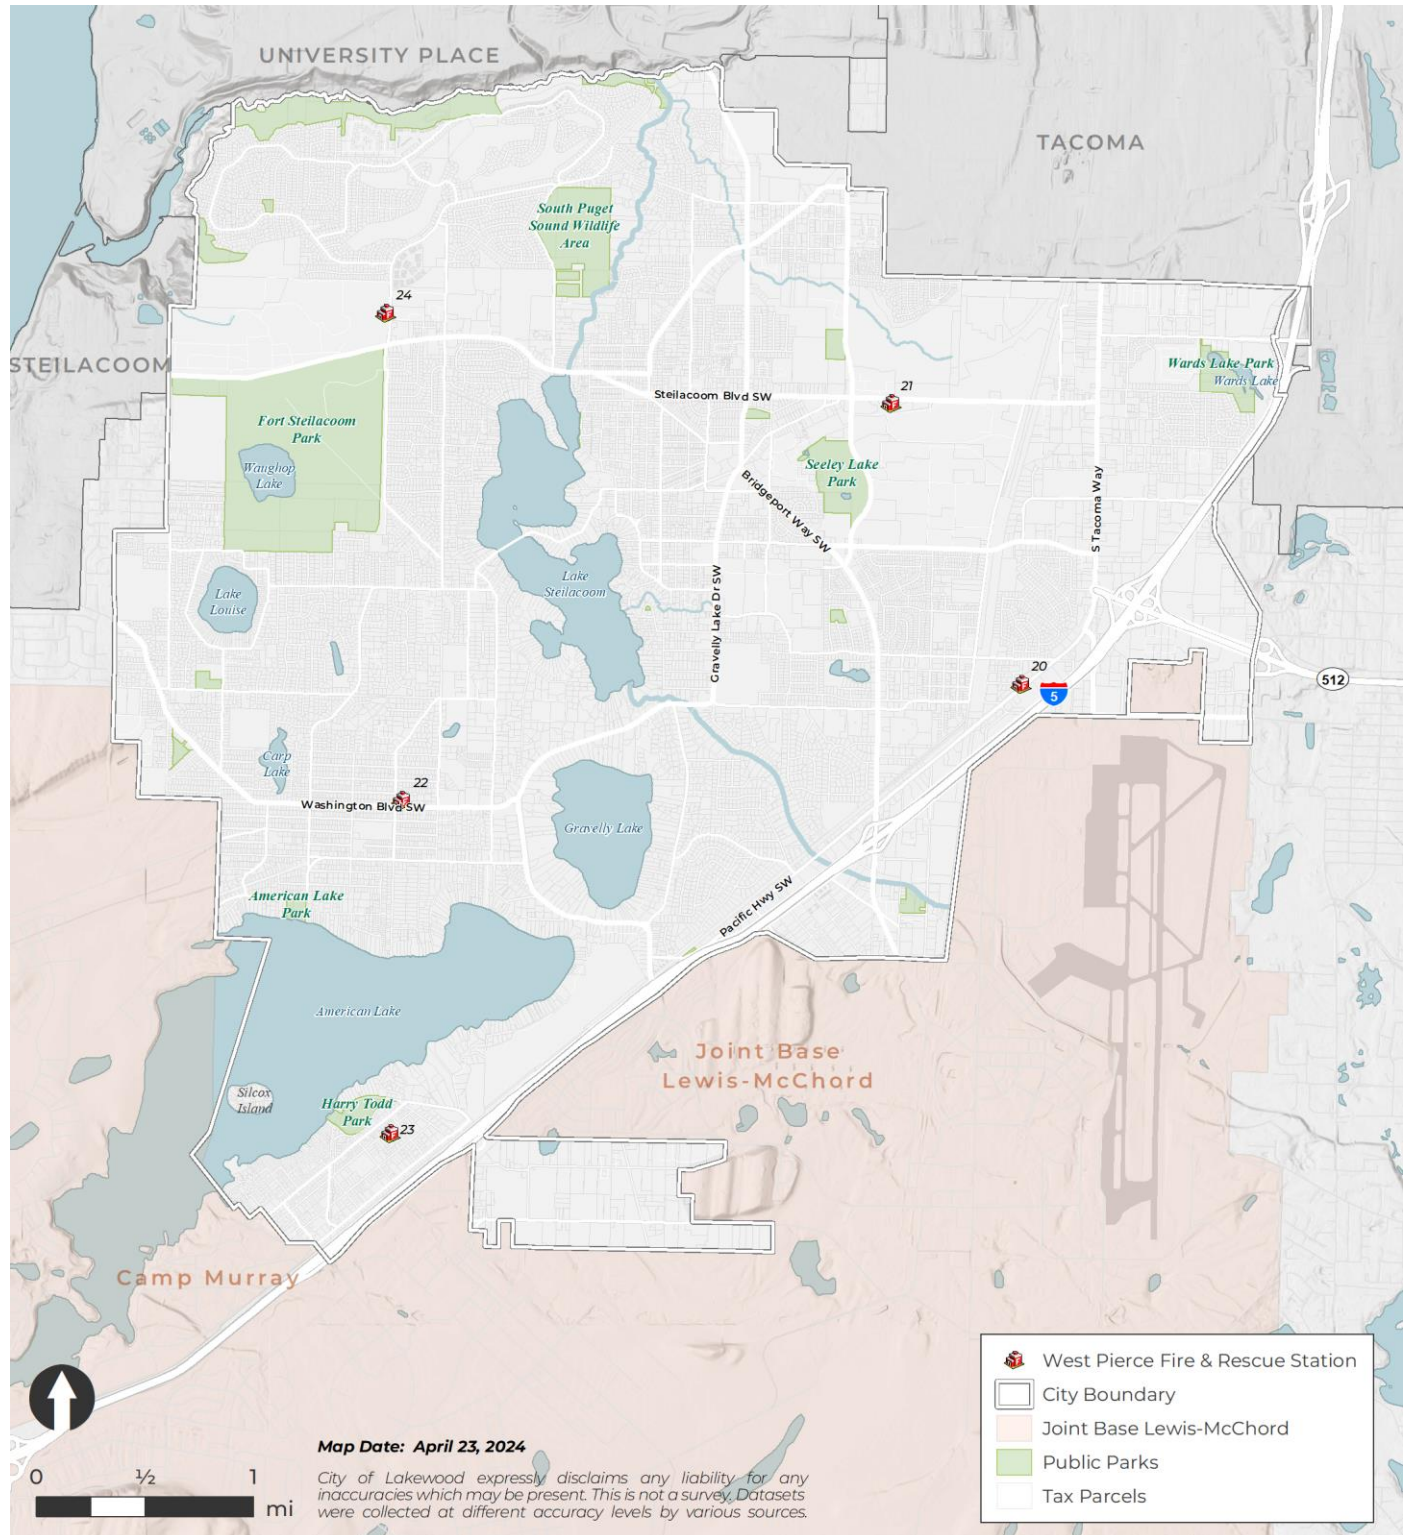 UNIVERSITY PLACE
TACOMA
South Puget
Sound Wildlife
Area
24
STEILACOOM
Wards Lake Park
Wards Lake
21
Steilacoom Blvd SW
Fort Steilacoom
Park
Waughop
Lake
Seeley Lake
Park
Bridgeport Way SW
S Tacoma Way
Lake
Steilacoom
Lake
Louise
Gravelly Lake Dr SW
20
5
512
Carp
Lake
22
Washington Blvd SW
Gravelly Lake
American Lake
Park
Pacific Hwy SW
American Lake
Joint Base
Lewis-McChord
Silcox
Island
Harry Todd
Park
23
Camp Murray
West Pierce Fire & Rescue Station
City Boundary
Joint Base Lewis-McChord
Public Parks
Tax Parcels
0 ½ 1
mi
Map Date: April 23, 2024
City of Lakewood expressly disclaims any liability for any
inaccuracies which may be present. This is not a survey. Datasets
were collected at different accuracy levels by various sources.